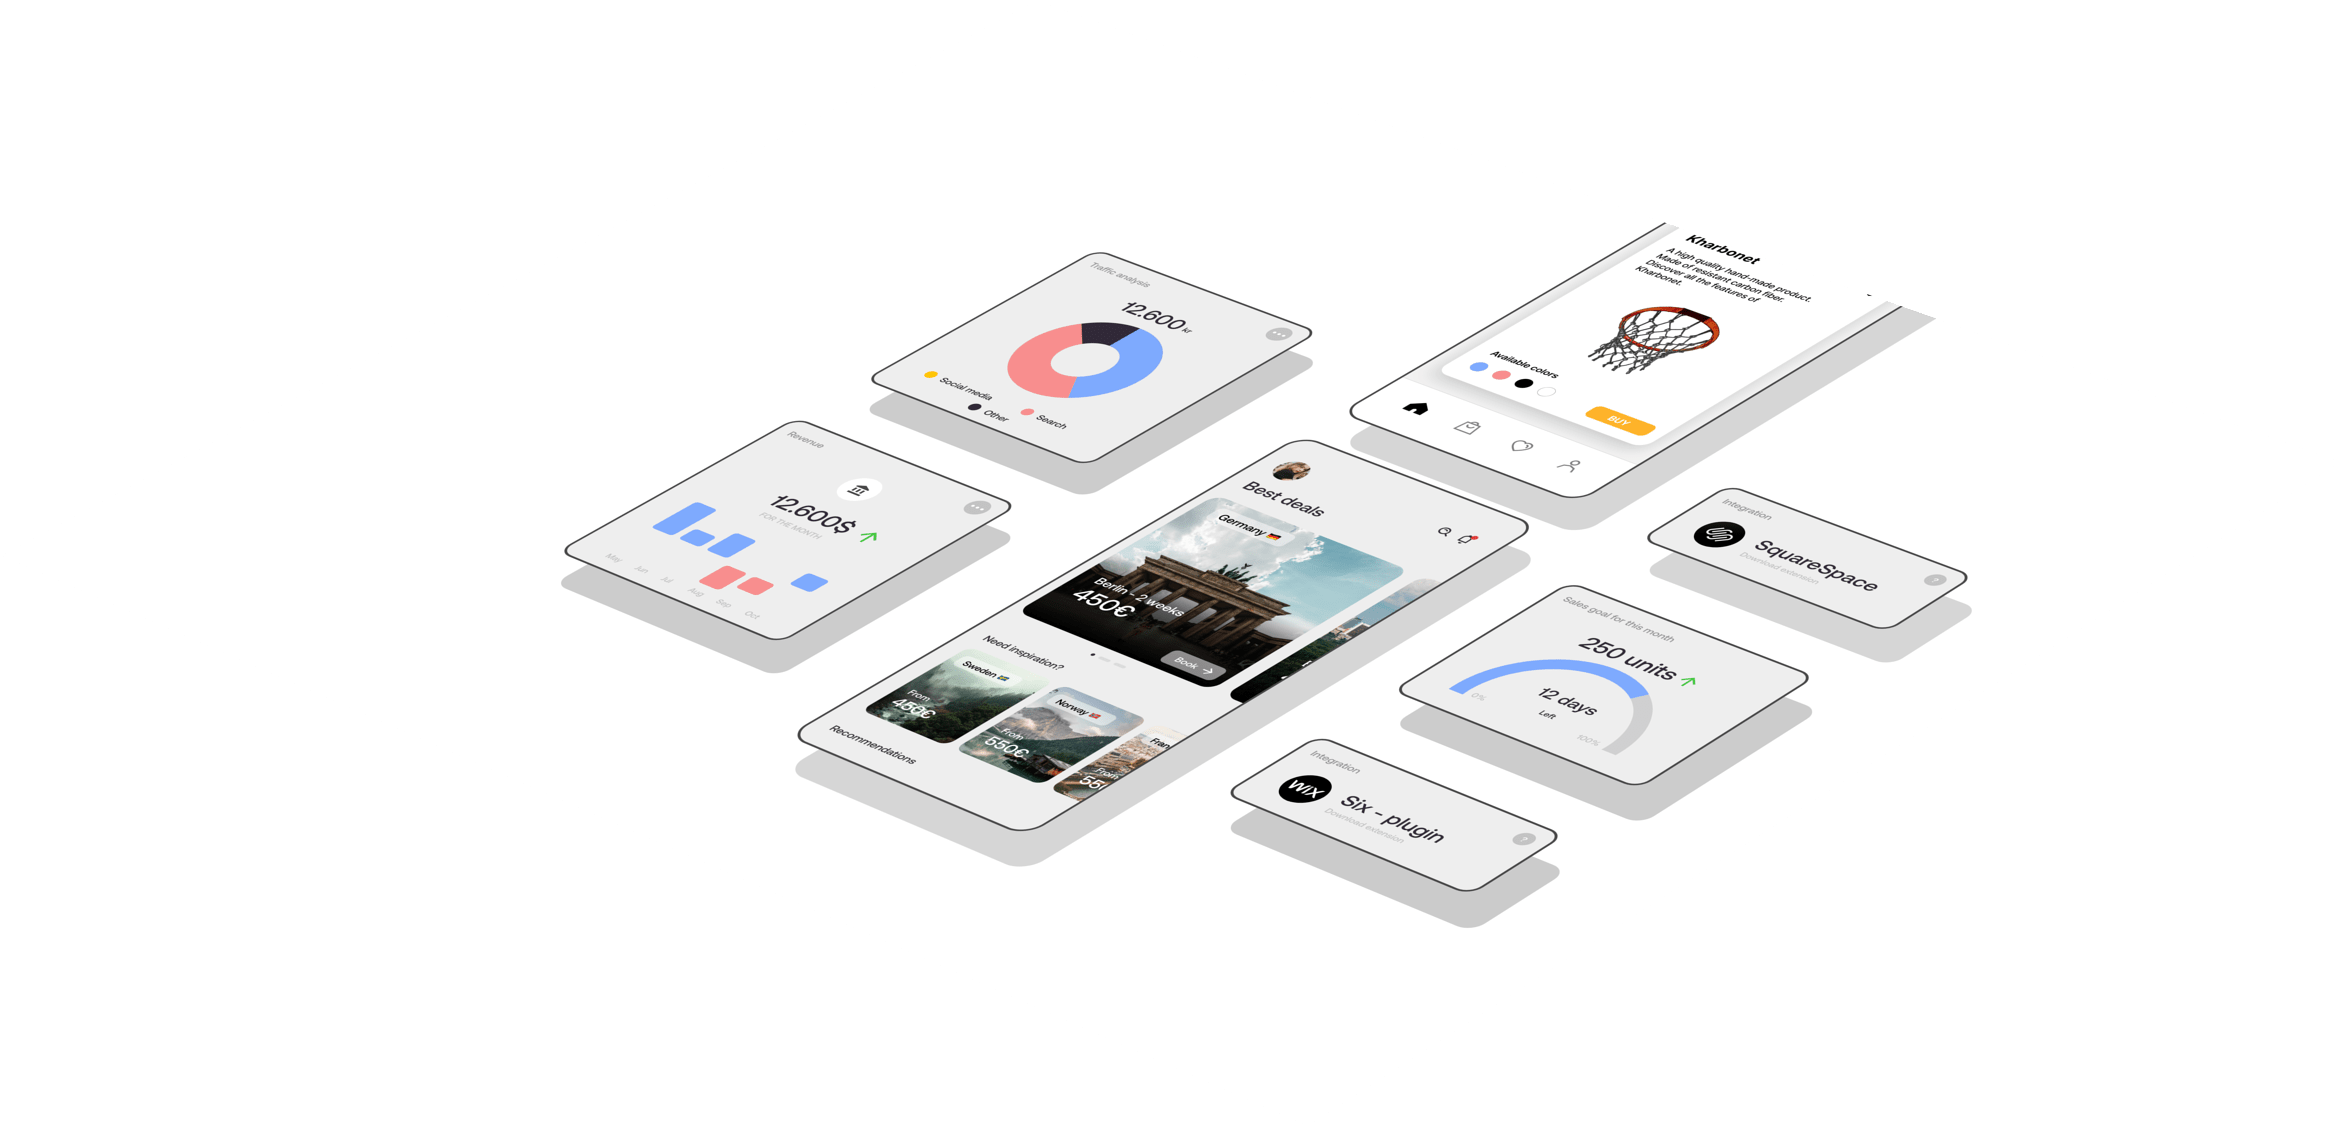 Kharbonet
A high quality hand-made product.
Made of resistant carbon fiber.
Discover all the features of
Kharbonet.
Available colors
BUY
Traffic analysis
12.600 kr
Social media
Other
Search
Revenue
12.600$
FOR THE MONTH
May
Jun
Jul
Aug
Sep
Oct
Best deals
Germany
Berlin - 2 weeks
450€
Book
Need inspiration?
Sweden
From
450€
Norway
From
550€
Fran
From
55
Recommendations
Integration
SquareSpace
Download extension
Sales goal for this month
250 units
12 days
Left
0%
100%
Integration
WiX
Six - plugin
Download extension